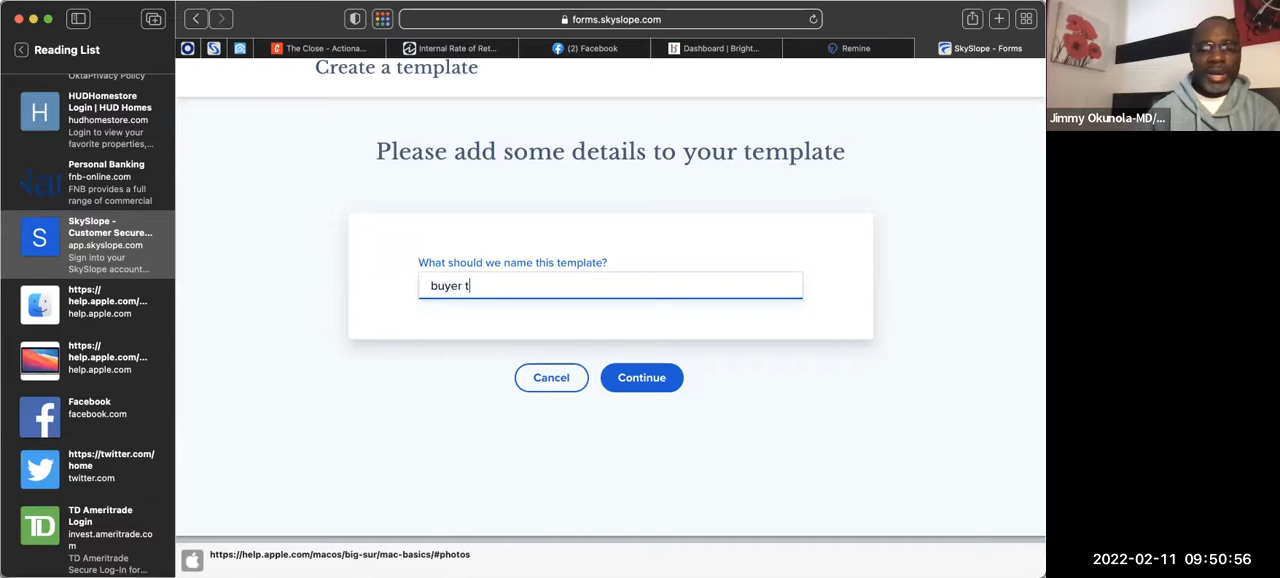 forms.skyslope.com
Reading List
The Close - Actiona...
Internal Rate of Ret...
(2) Facebook
Dashboard | Bright...
Remine
SkySlope - Forms
OktaPrivacy Policy
HUDHomestore
Login | HUD Homes
hudhomestore.com
Login to view your
favorite properties,...
Personal Banking
fnb-online.com
FNB provides a full
range of commercial
SkySlope -
Customer Secure...
app.skyslope.com
Sign into your
SkySlope account...
https://
help.apple.com/...
help.apple.com
https://
help.apple.com/...
help.apple.com
Facebook
facebook.com
https://twitter.com/
home
twitter.com
TD Ameritrade
Login
invest.ameritrade.co
m
TD Ameritrade
Secure Log-In for...
Create a template
Please add some details to your template
What should we name this template?
buyer t
Cancel
Continue
https://help.apple.com/macos/big-sur/mac-basics/#photos
Jimmy Okunola-MD/...
2022-02-11 09:50:56